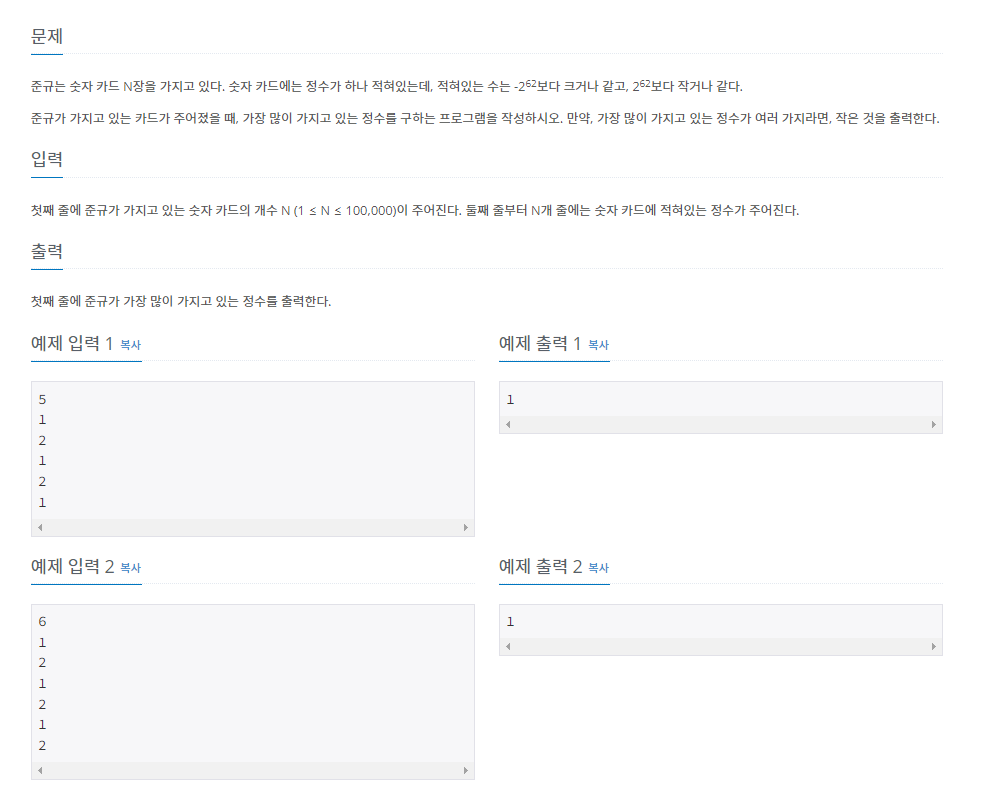 문제
준규는 숫자 카드 N장을 가지고 있다. 숫자 카드에는 정수가 하나 적혀있는데, 적혀있는 수는 -2⁶²보다 크거나 같고, 2⁶²보다 작거나 같다.
준규가 가지고 있는 카드가 주어졌을 때, 가장 많이 가지고 있는 정수를 구하는 프로그램을 작성하시오. 만약, 가장 많이 가지고 있는 정수가 여러 가지라면, 작은 것을 출력한다.
입력
첫째 줄에 준규가 가지고 있는 숫자 카드의 개수 N (1 ≤ N ≤ 100,000)이 주어진다. 둘째 줄부터 N개 줄에는 숫자 카드에 적혀있는 정수가 주어진다.
출력
첫째 줄에 준규가 가장 많이 가지고 있는 정수를 출력한다.
예제 입력 1 복사
5
1
2
1
2
1
예제 출력 1 복사
1
예제 입력 2 복사
6
1
2
1
2
1
2
예제 출력 2 복사
1